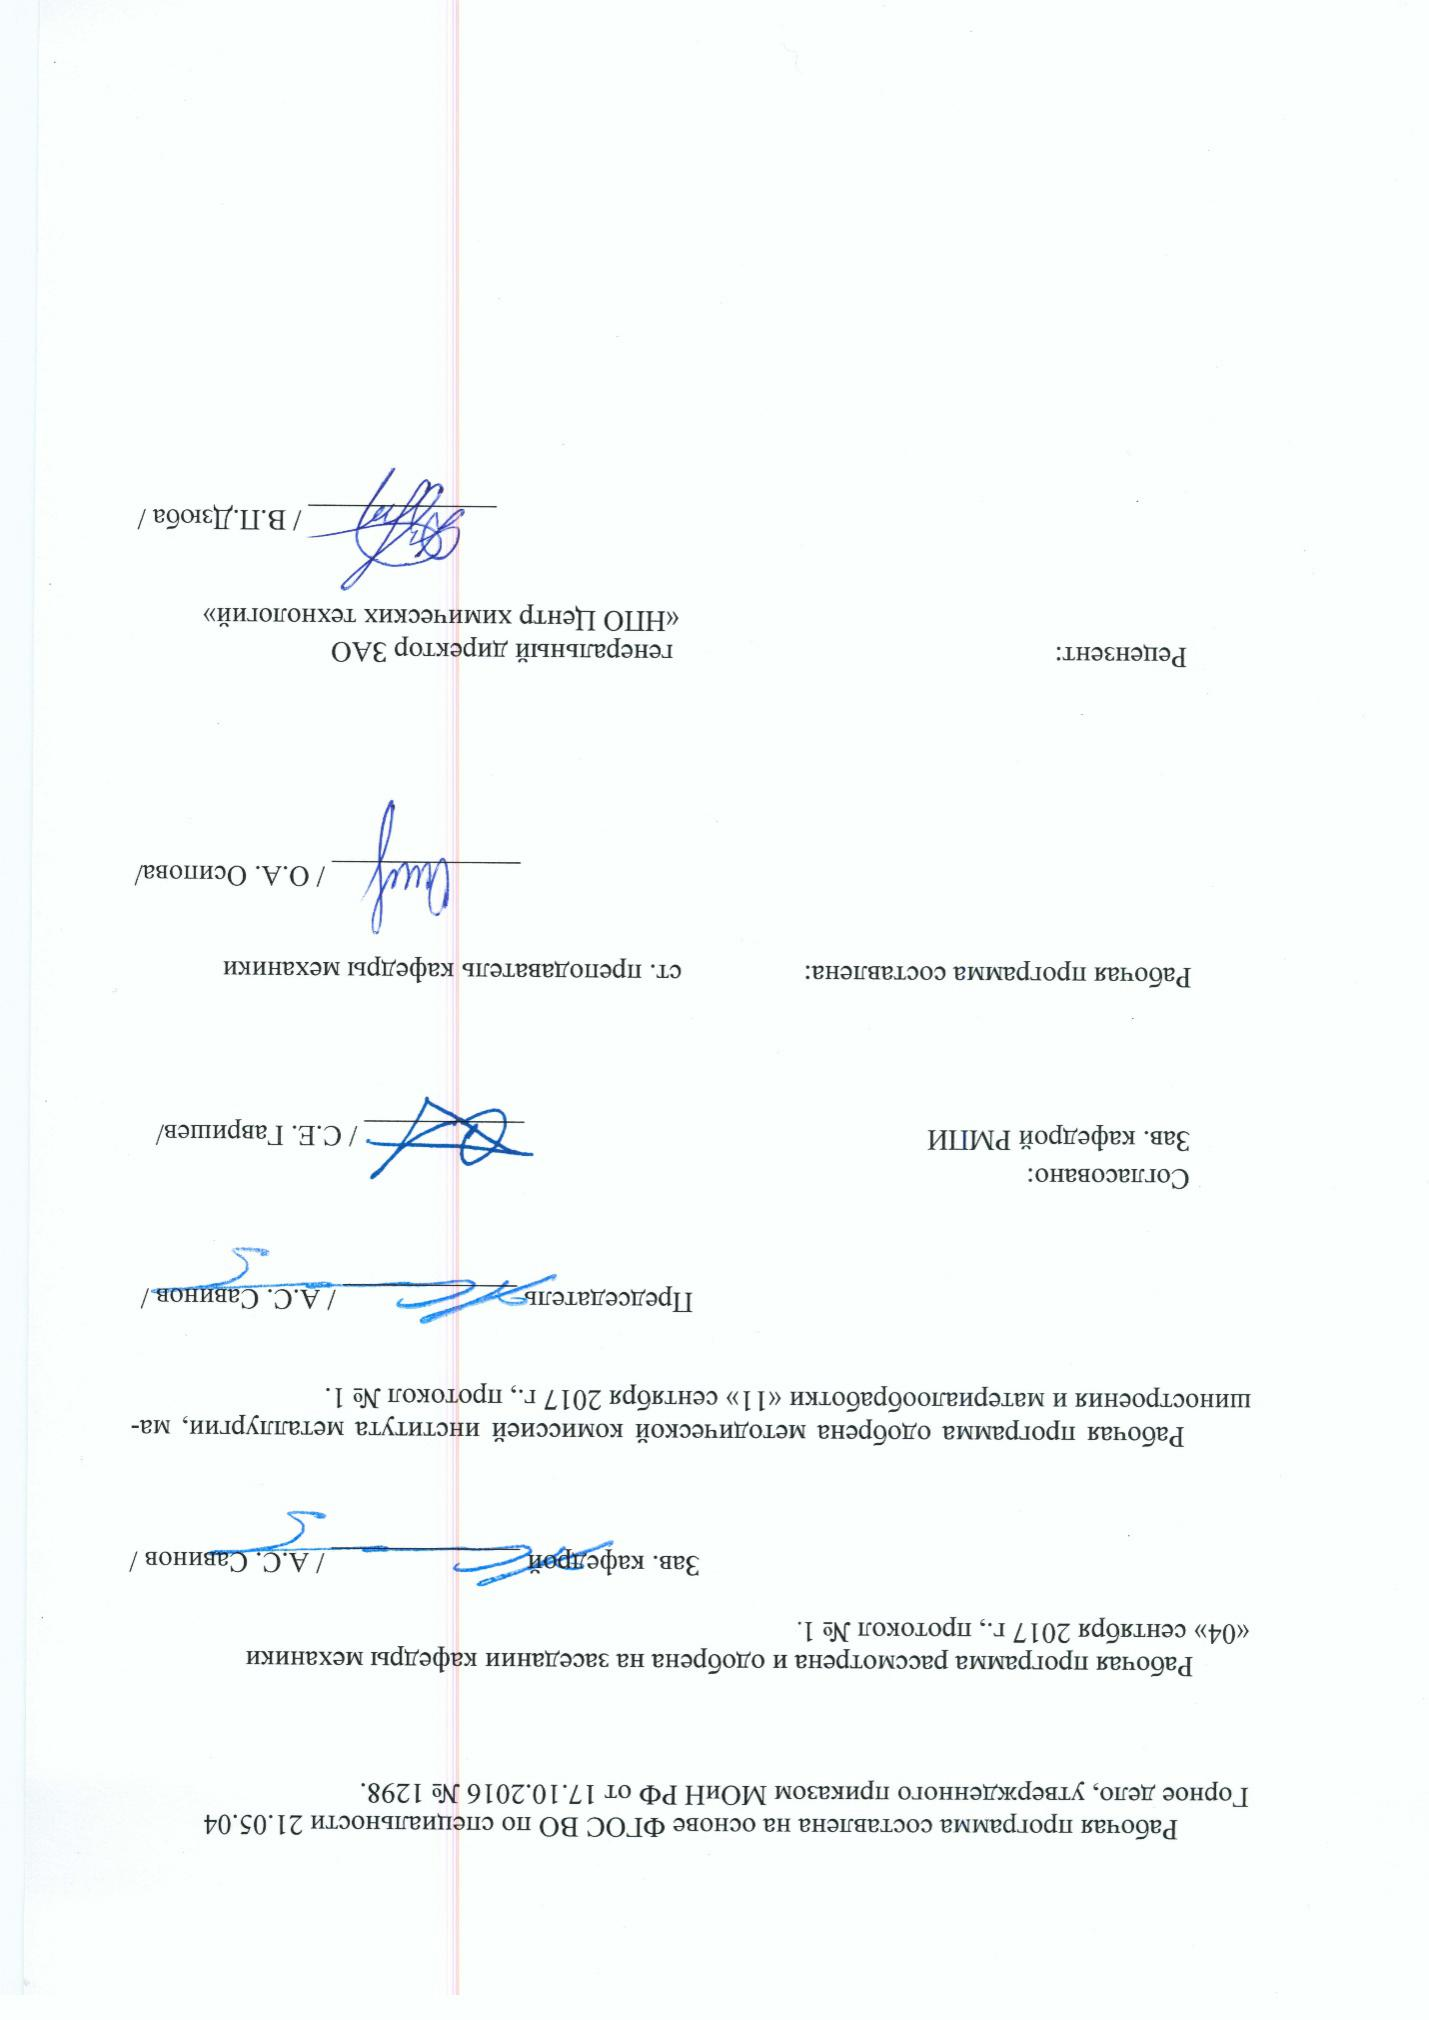 Рабочая программа составлена на основе ФГОС ВО по специальности 21.05.04
Горное дело, утвержденного приказом МОиН РФ от 17.10.2016 № 1298.
Рабочая программа рассмотрена и одобрена на заседании кафедры механики
«04» сентября 2017 г., протокол № 1.
Зав. кафедрой / А.С. Савинов /
Рабочая программа одобрена методической комиссией института металлургии, ма-
шиностроения и материалообработки «11» сентября 2017 г., протокол № 1.
Председатель / А.С. Савинов /
Согласовано:
Зав. кафедрой РМПИ / С.Е. Гавришев/
Рабочая программа составлена: ст. преподаватель кафедры механики
/ О.А. Осипова/
Рецензент: генеральный директор ЗАО
«НПО Центр химических технологий»
/ В.П.Дзюба /